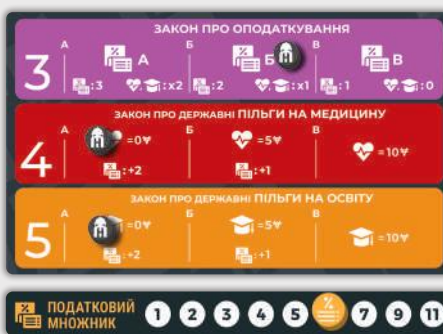 ЗАКОН ПРО ОПОДАТКУВАННЯ
А Б В
3
А Б В
:3 :x2 :2 :x1 :1 :0
ЗАКОН ПРО ДЕРЖАВНІ ПІЛЬГИ НА МЕДИЦИНУ
А Б В
4
=0₩ =5₩ =10₩
:+2 :+1
ЗАКОН ПРО ДЕРЖАВНІ ПІЛЬГИ НА ОСВІТУ
А Б В
5
=0₩ =5₩ =10₩
:+2 :+1
ПОДАТКОВИЙ
МНОЖНИК
1 2 3 4 5 7 9 11